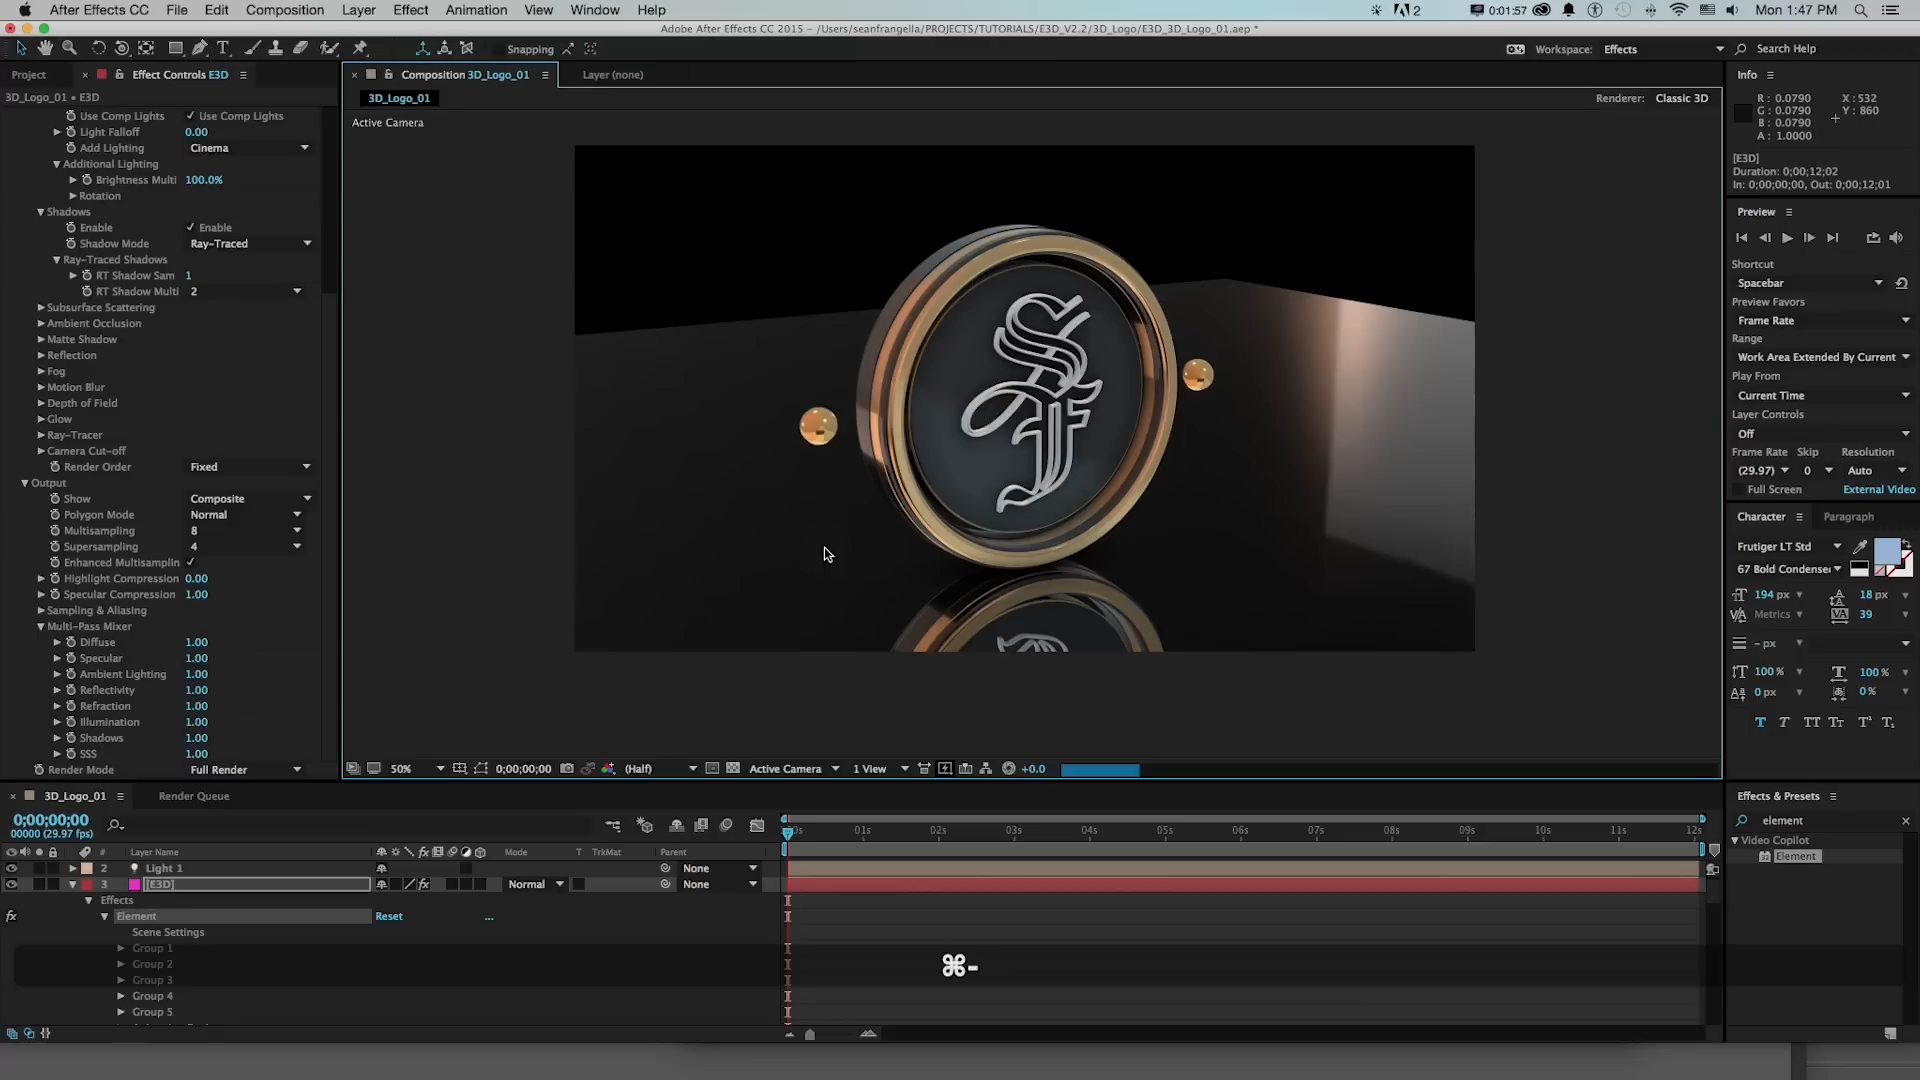 After Effects CC File Edit Composition Layer Effect Animation View Window Help
2 0:01:57 Mon 1:47 PM
Adobe After Effects CC 2015 – /Users/seanfrangella/PROJECTS/TUTORIALS/E3D_V2.2/3D_Logo/E3D_3D_Logo_01.aep *
Snapping Workspace: Effects Search Help
Project Effect Controls E3D
3D_Logo_01 • E3D
Use Comp Lights Use Comp Lights
Light Falloff 0.00
Add Lighting Cinema
Additional Lighting
Brightness Multi 100.0%
Rotation
Shadows
Enable Enable
Shadow Mode Ray-Traced
Ray-Traced Shadows
RT Shadow Sam 1
RT Shadow Multi 2
Subsurface Scattering
Ambient Occlusion
Matte Shadow
Reflection
Fog
Motion Blur
Depth of Field
Glow
Ray-Tracer
Camera Cut-off
Render Order Fixed
Output
Show Composite
Polygon Mode Normal
Multisampling 8
Supersampling 4
Enhanced Multisamplin
Highlight Compression 0.00
Specular Compression 1.00
Sampling & Aliasing
Multi-Pass Mixer
Diffuse 1.00
Specular 1.00
Ambient Lighting 1.00
Reflectivity 1.00
Refraction 1.00
Illumination 1.00
Shadows 1.00
SSS 1.00
Render Mode Full Render
Composition 3D_Logo_01 Layer (none)
3D_Logo_01 Renderer: Classic 3D
Active Camera
S
F
50% 0;00;00;00 (Half) Active Camera 1 View +0.0
Info
R : 0.0790 X : 532
G : 0.0790 Y : 860
B : 0.0790
A : 1.0000
[E3D]
Duration: 0;00;12;02
In: 0;00;00;00, Out: 0;00;12;01
Preview
Shortcut
Spacebar
Preview Favors
Frame Rate
Range
Work Area Extended By Current
Play From
Current Time
Layer Controls
Off
Frame Rate Skip Resolution
(29.97) 0 Auto
Full Screen External Video
Character Paragraph
Frutiger LT Std
67 Bold Condensed
194 px 18 px
Metrics 39
– px
100 % 100 %
0 px 0 %
T T TT Tт T¹ T₁
Effects & Presets
element
Video Copilot
Element
3D_Logo_01 Render Queue
0;00;00;00
00000 (29.97 fps)
01s 02s 03s 04s 05s 06s 07s 08s 09s 10s 11s 12s
# Layer Name Mode T TrkMat Parent
2 Light 1 None
3 [E3D] Normal None
Effects
fx Element Reset ...
Scene Settings
Group 1
Group 2
Group 3
Group 4
Group 5
⌘-